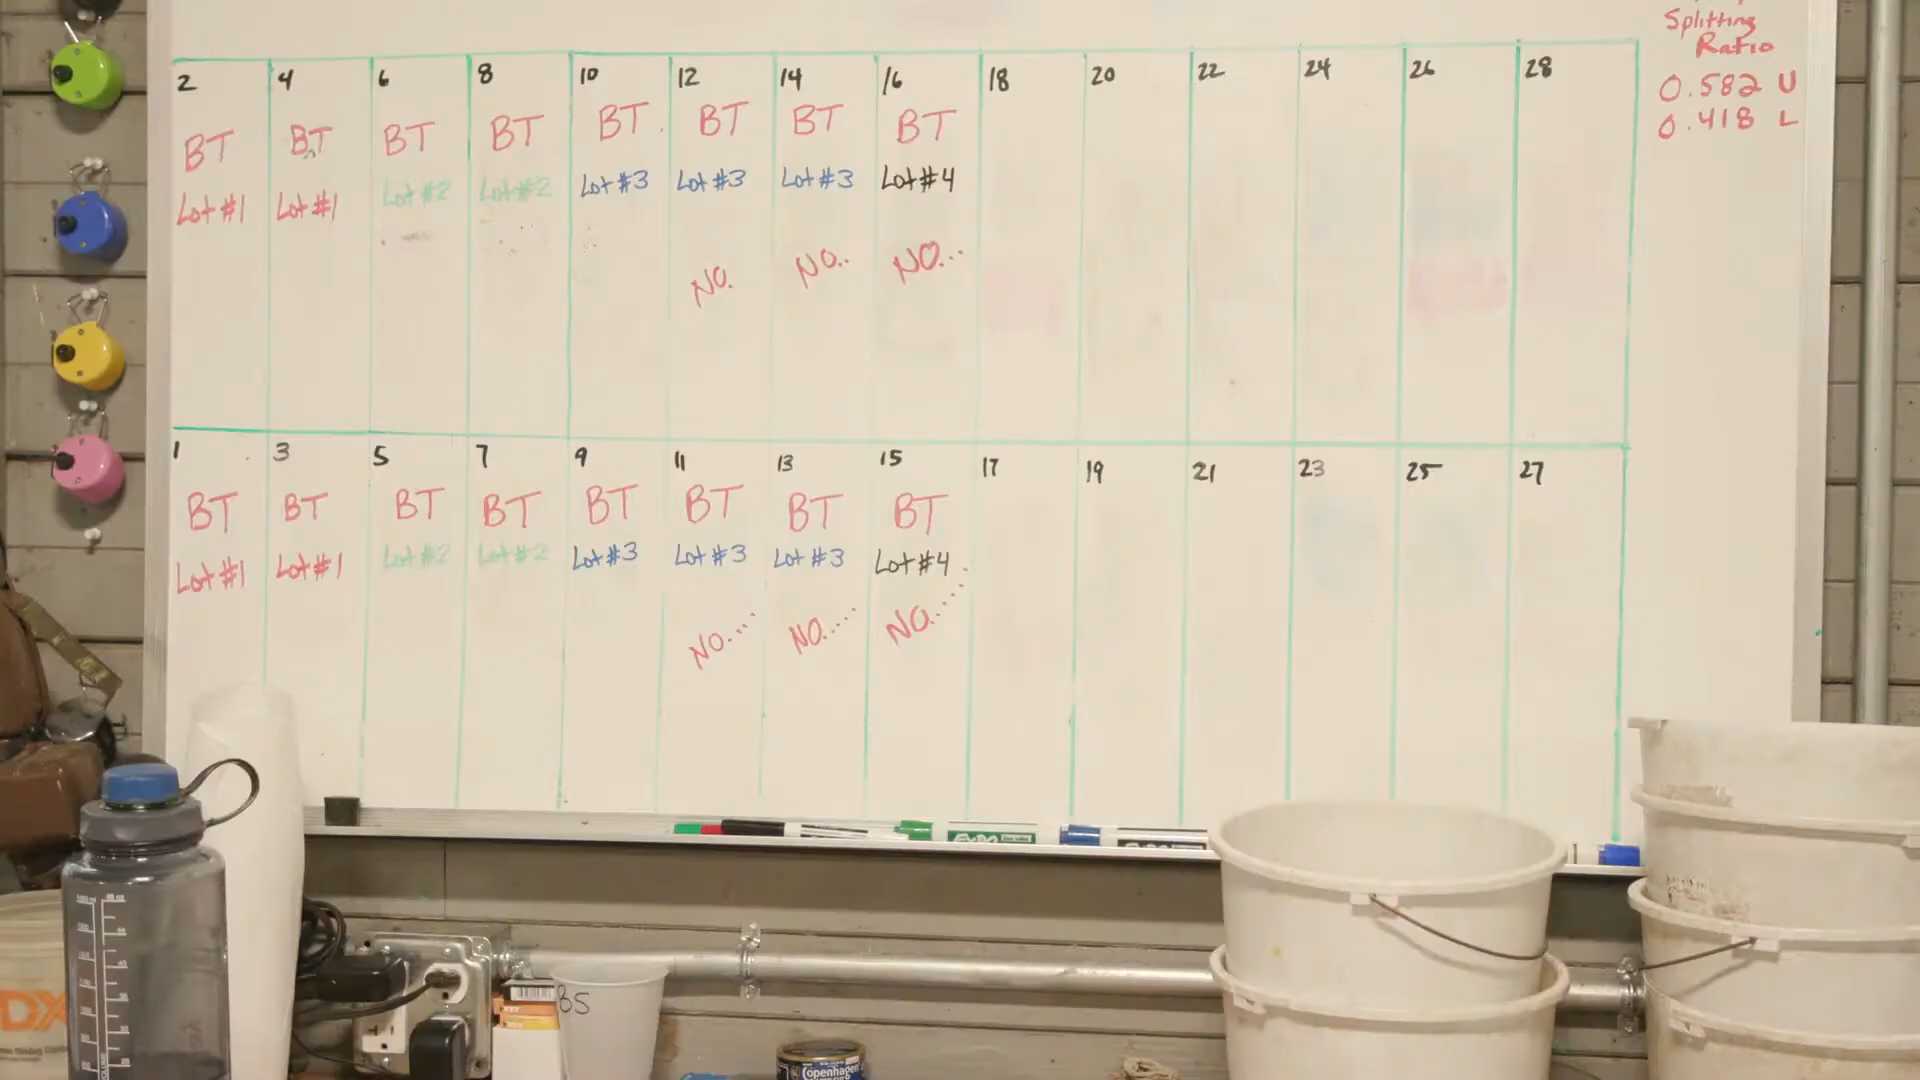 Splitting
Ratio
0.582 U
0.418 L
2 4 6 8 10 12 14 16 18 20 22 24 26 28
BT BT BT BT BT BT BT BT
Lot #1 Lot #1 Lot #2 Lot #2 Lot #3 Lot #3 Lot #3 Lot #4
NO. NO.. NO...
1 3 5 7 9 11 13 15 17 19 21 23 25 27
BT BT BT BT BT BT BT BT
Lot #1 Lot #1 Lot #2 Lot #2 Lot #3 Lot #3 Lot #3 Lot #4
NO.... NO..... NO......
EXPO
DX
BS
Copenhagen